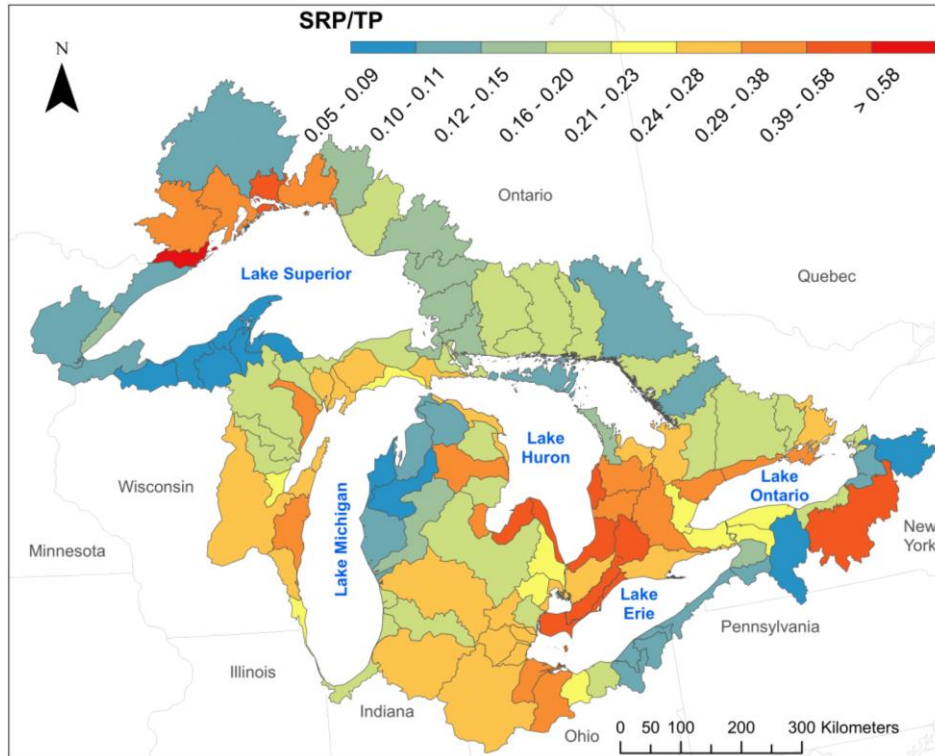 SRP/TP
N
0.05 - 0.09
0.10 - 0.11
0.12 - 0.15
0.16 - 0.20
0.21 - 0.23
0.24 - 0.28
0.29 - 0.38
0.39 - 0.58
> 0.58
Ontario
Quebec
Lake Superior
Lake
Huron
Lake
Ontario
Wisconsin
New
York
Minnesota
Lake Michigan
Lake
Erie
Pennsylvania
Illinois
Indiana
Ohio
0 50 100 200 300 Kilometers